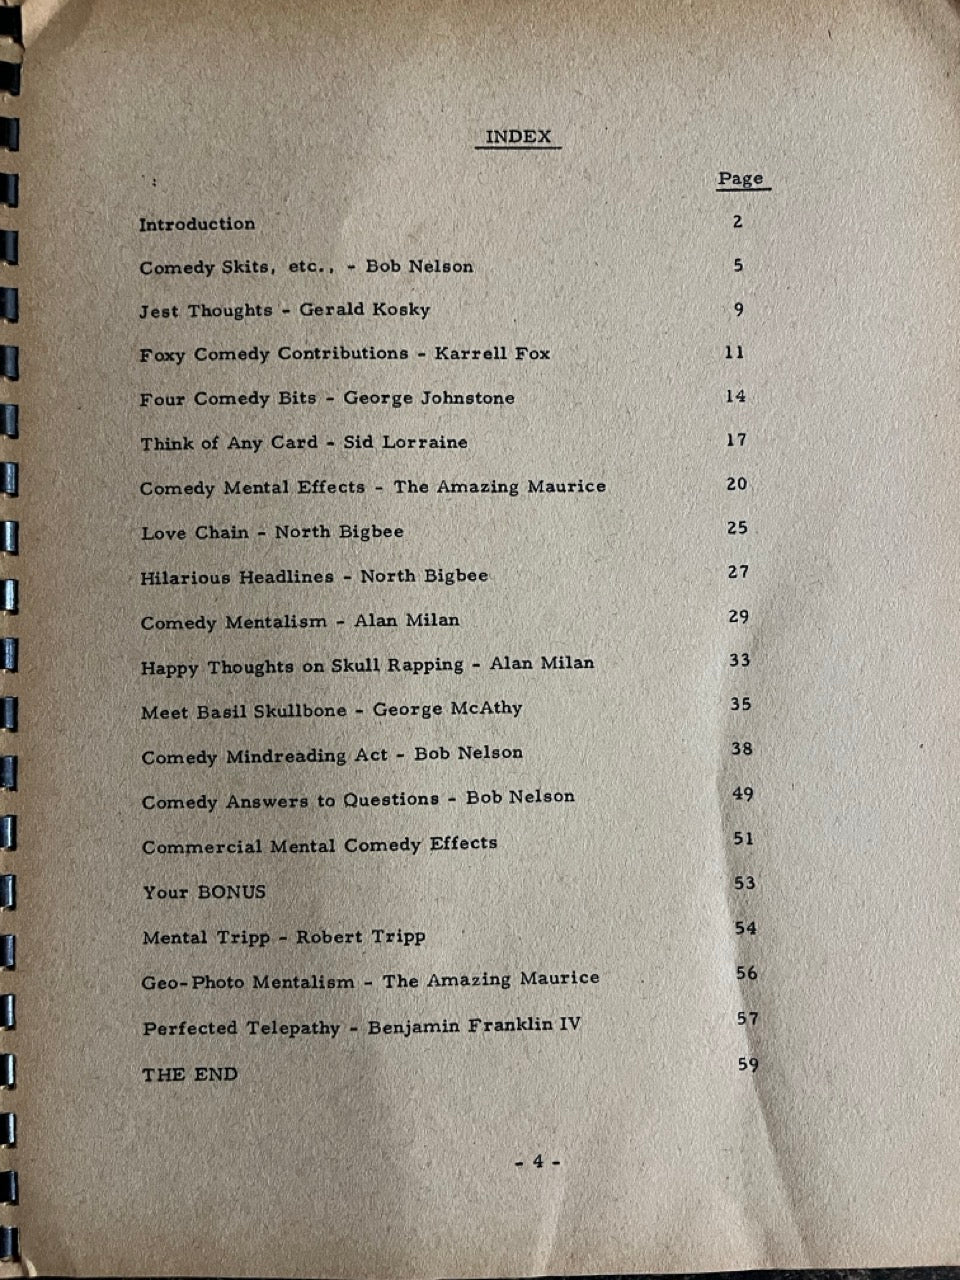 INDEX
Page
Introduction 2
Comedy Skits, etc., - Bob Nelson 5
Jest Thoughts - Gerald Kosky 9
Foxy Comedy Contributions - Karrell Fox 11
Four Comedy Bits - George Johnstone 14
Think of Any Card - Sid Lorraine 17
Comedy Mental Effects - The Amazing Maurice 20
Love Chain - North Bigbee 25
Hilarious Headlines - North Bigbee 27
Comedy Mentalism - Alan Milan 29
Happy Thoughts on Skull Rapping - Alan Milan 33
Meet Basil Skullbone - George McAthy 35
Comedy Mindreading Act - Bob Nelson 38
Comedy Answers to Questions - Bob Nelson 49
Commercial Mental Comedy Effects 51
Your BONUS 53
Mental Tripp - Robert Tripp 54
Geo-Photo Mentalism - The Amazing Maurice 56
Perfected Telepathy - Benjamin Franklin IV 57
THE END 59
- 4 -